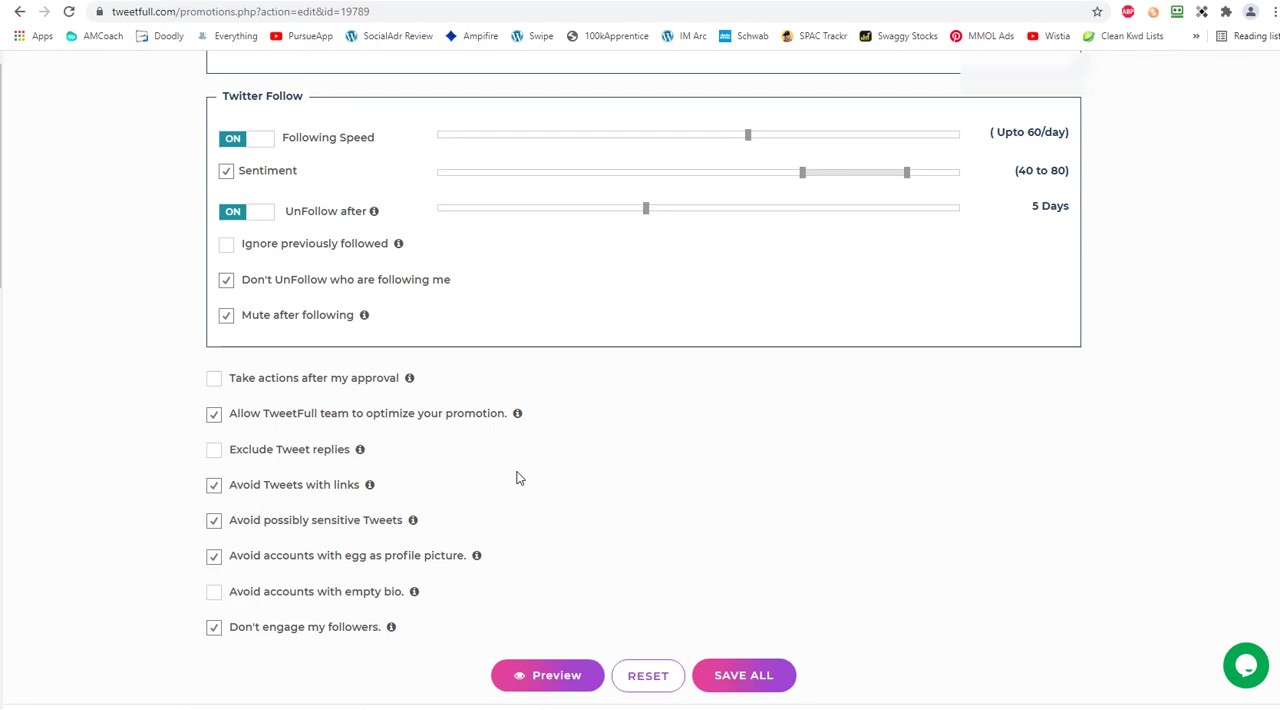 tweetfull.com/promotions.php?action=edit&id=19789
Apps AMCoach Doodly Everything PursueApp SocialAdr Review Ampifire Swipe 100kApprentice IM Arc Schwab SPAC Trackr Swaggy Stocks MMOL Ads Wistia Clean Kwd Lists » Reading list
Twitter Follow
ON Following Speed ( Upto 60/day)
Sentiment (40 to 80)
ON UnFollow after 5 Days
Ignore previously followed
Don't UnFollow who are following me
Mute after following
Take actions after my approval
Allow TweetFull team to optimize your promotion.
Exclude Tweet replies
Avoid Tweets with links
Avoid possibly sensitive Tweets
Avoid accounts with egg as profile picture.
Avoid accounts with empty bio.
Don't engage my followers.
Preview RESET SAVE ALL